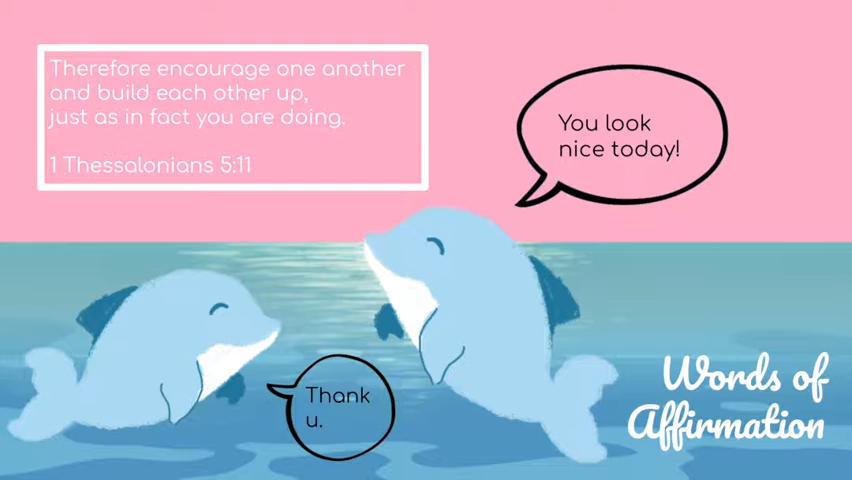 Therefore encourage one another
and build each other up,
just as in fact you are doing.
1 Thessalonians 5:11
You look
nice today!
Thank
u.
Words of
Affirmation